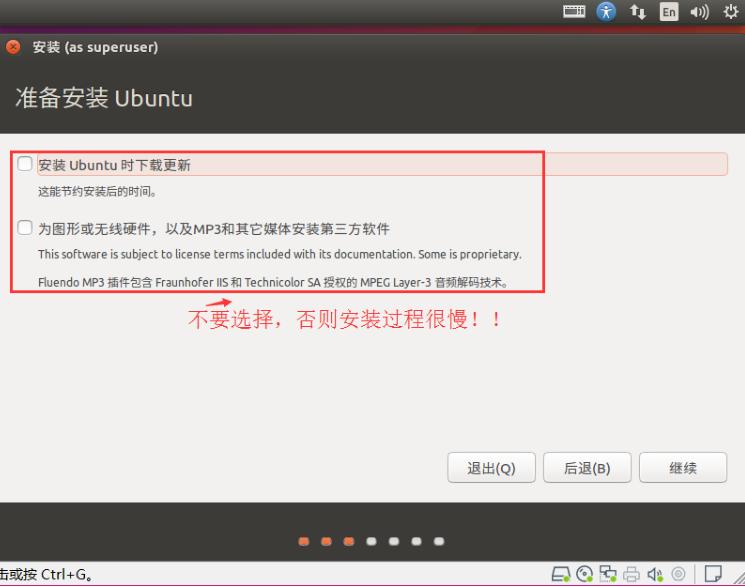 En
安装 (as superuser)
准备安装 Ubuntu
安装 Ubuntu 时下载更新
这能节约安装后的时间。
为图形或无线硬件，以及MP3和其它媒体安装第三方软件
This software is subject to license terms included with its documentation. Some is proprietary.
Fluendo MP3 插件包含 Fraunhofer IIS 和 Technicolor SA 授权的 MPEG Layer-3 音频解码技术。
不要选择，否则安装过程很慢！！
退出(Q) 后退(B) 继续
击或按 Ctrl+G。